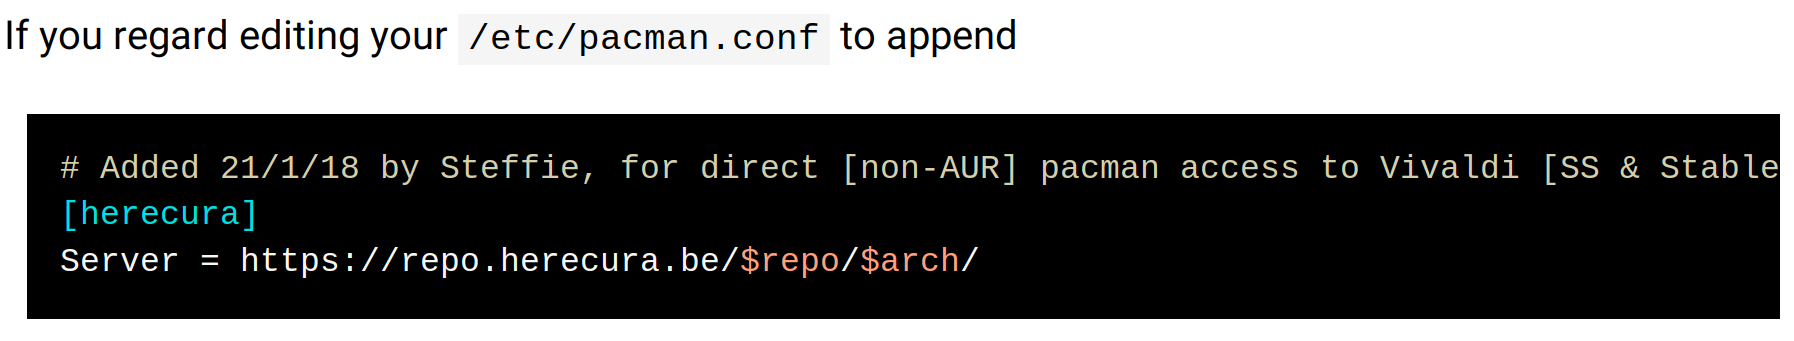 If you regard editing your /etc/pacman.conf to append
# Added 21/1/18 by Steffie, for direct [non-AUR] pacman access to Vivaldi [SS & Stable
[herecura]
Server = https://repo.herecura.be/$repo/$arch/